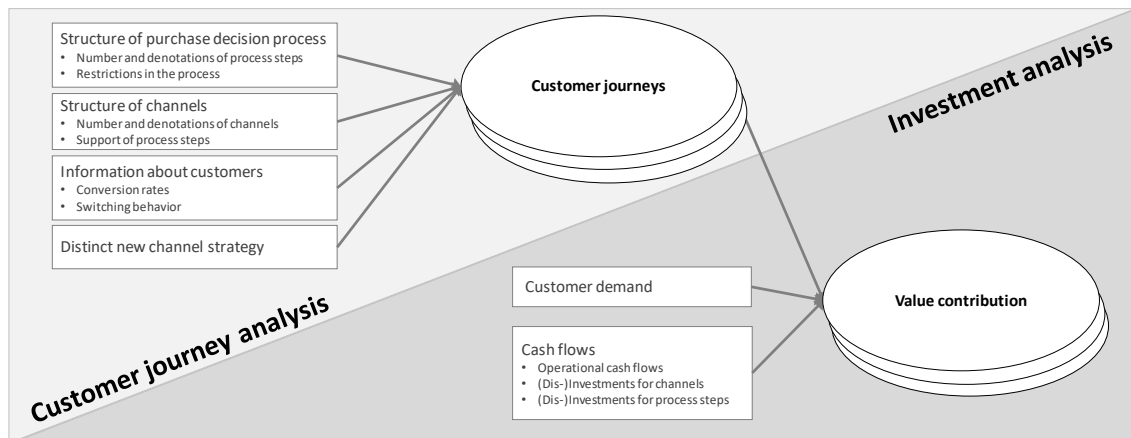 Structure of purchase decision process
• Number and denotations of process steps
• Restrictions in the process
Structure of channels
• Number and denotations of channels
• Support of process steps
Information about customers
• Conversion rates
• Switching behavior
Distinct new channel strategy
Customer journeys
Investment analysis
Customer journey analysis
Customer demand
Cash flows
• Operational cash flows
• (Dis-)Investments for channels
• (Dis-)Investments for process steps
Value contribution